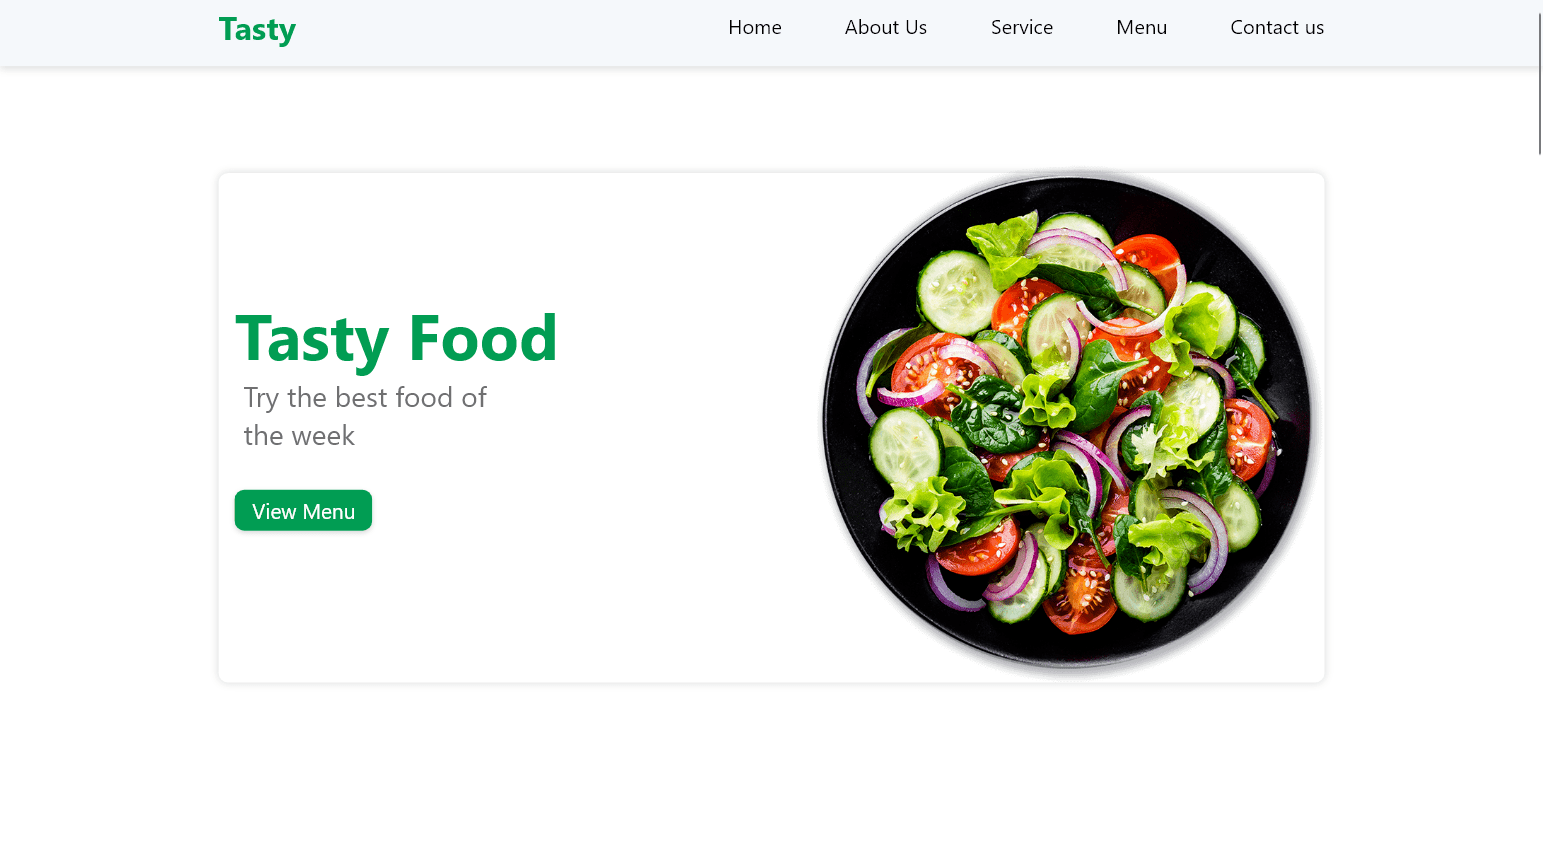 Tasty
Home About Us Service Menu Contact us
Tasty Food
Try the best food of
the week
View Menu